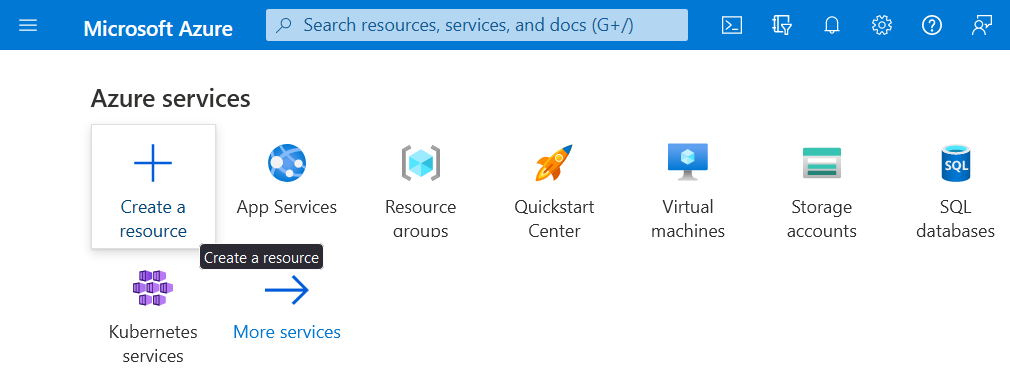 Microsoft Azure
Search resources, services, and docs (G+/)
Azure services
Create a
resource
App Services
Resource
groups
Quickstart
Center
Virtual
machines
Storage
accounts
SQL
SQL
databases
Create a resource
Kubernetes
services
More services